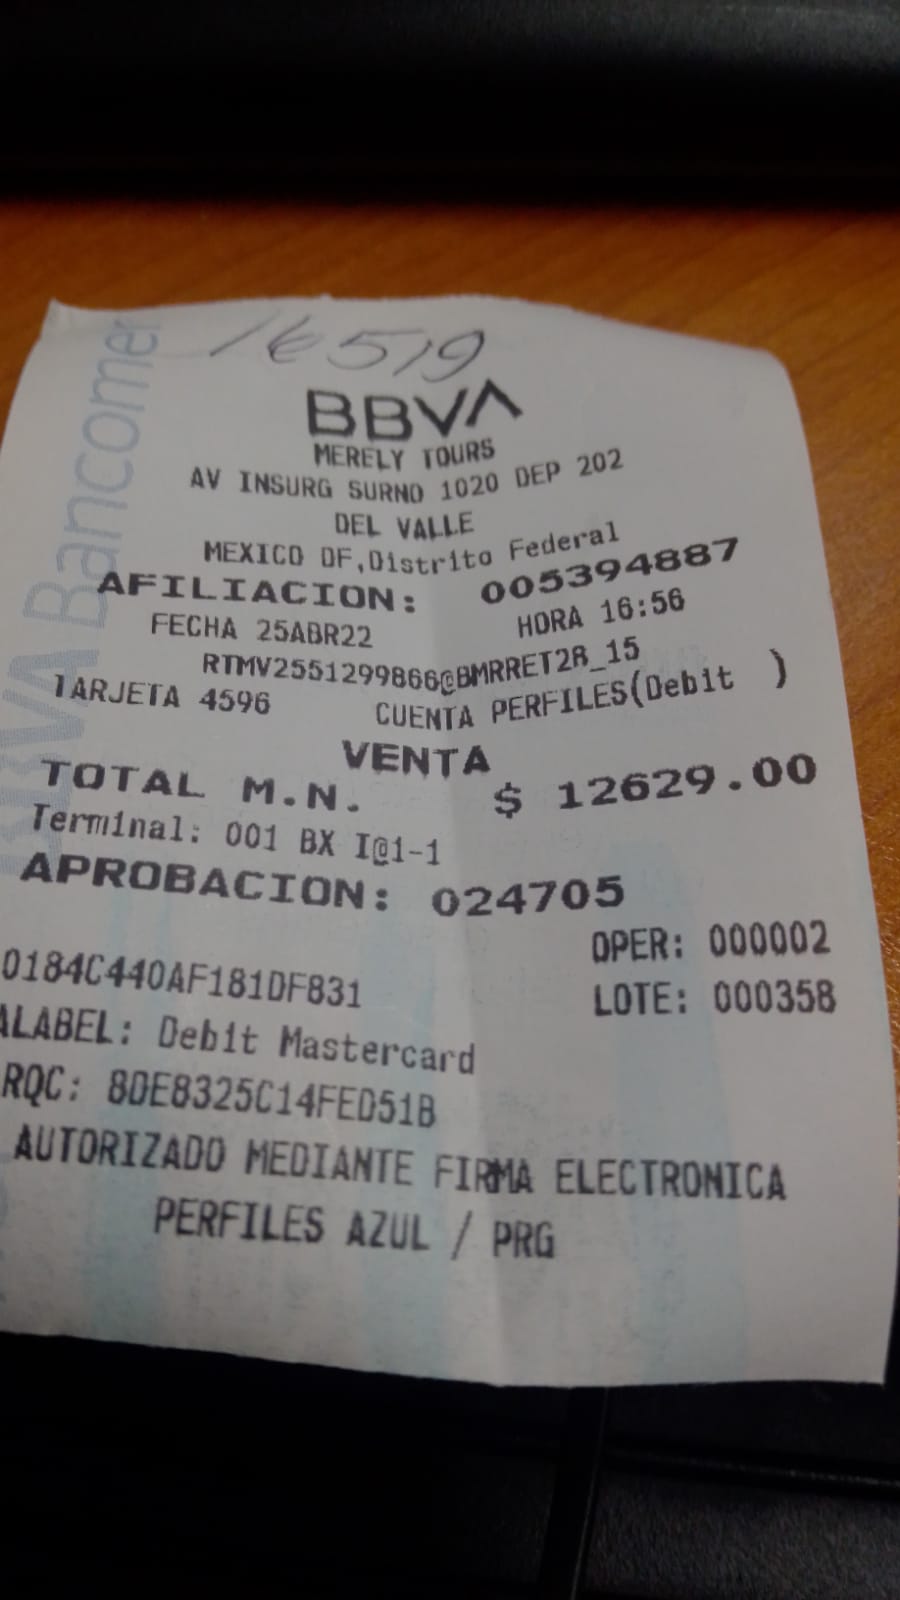 16519
BBVA
MERELY TOURS
AV INSURG SURNO 1020 DEP 202
DEL VALLE
MEXICO DF,Distrito Federal
AFILIACION: 005394887
FECHA 25ABR22 HORA 16:56
RTMV2551299866@BMRRET28_15
TARJETA 4596 CUENTA PERFILES(Debit )
VENTA
TOTAL M.N. $ 12629.00
Terminal: 001 BX I@1-1
APROBACION: 024705
OPER: 000002
0184C440AF181DF831 LOTE: 000358
ALABEL: Debit Mastercard
RQC: 8DE8325C14FED51B
AUTORIZADO MEDIANTE FIRMA ELECTRONICA
PERFILES AZUL / PRG
BBVA Bancomer